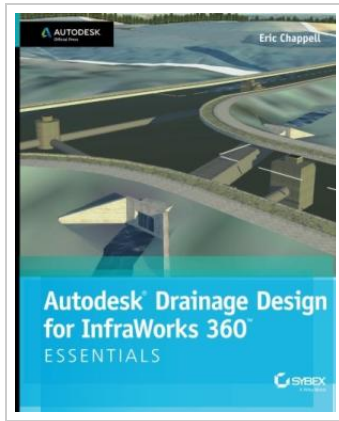 AUTODESK
Official Press
Eric Chappell
Autodesk® Drainage Design
for InfraWorks 360™
ESSENTIALS
SYBEX